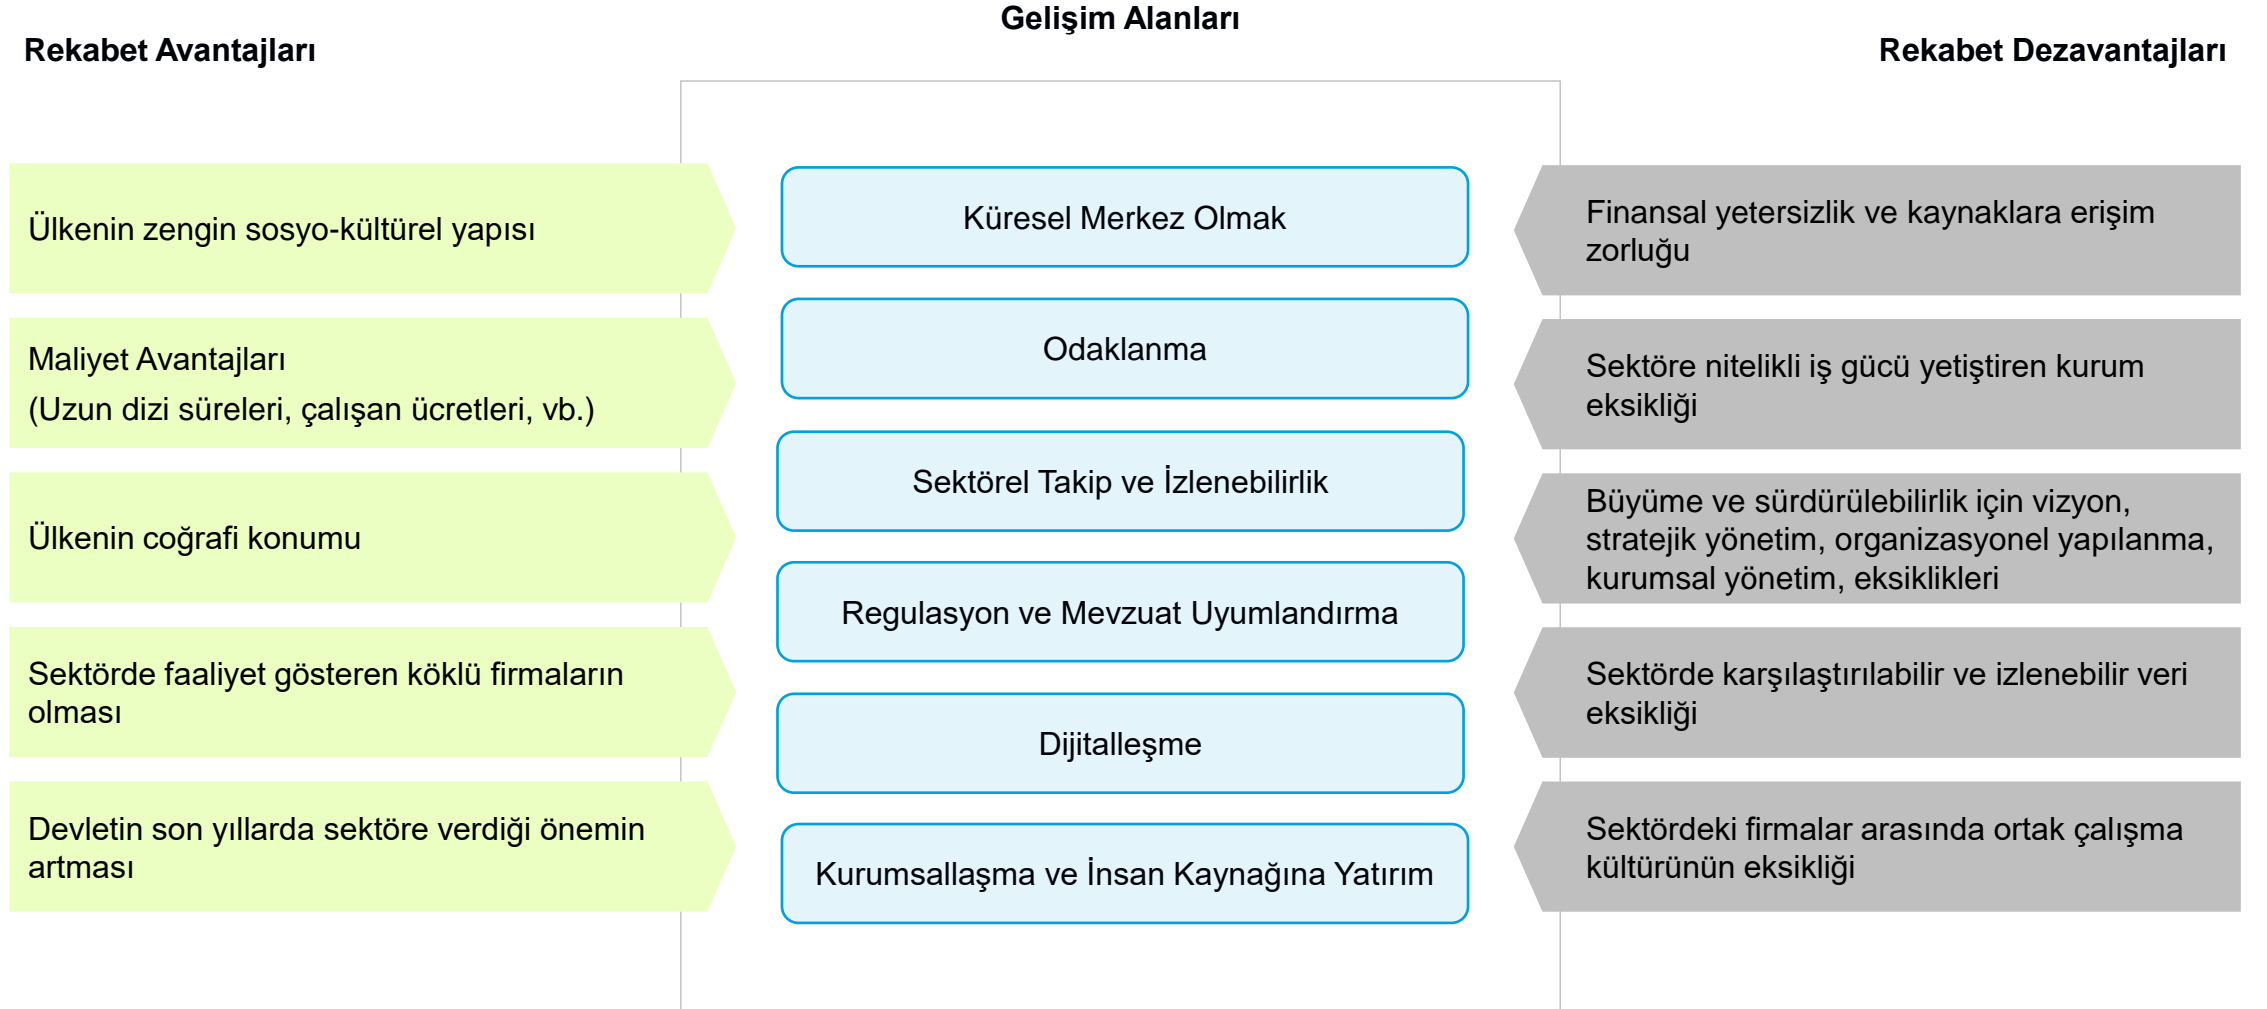 Gelişim Alanları
Rekabet Avantajları
Rekabet Dezavantajları
Ülkenin zengin sosyo-kültürel yapısı
Maliyet Avantajları
(Uzun dizi süreleri, çalışan ücretleri, vb.)
Ülkenin coğrafi konumu
Sektörde faaliyet gösteren köklü firmaların
olması
Devletin son yıllarda sektöre verdiği önemin
artması
Küresel Merkez Olmak
Odaklanma
Sektörel Takip ve İzlenebilirlik
Regulasyon ve Mevzuat Uyumlandırma
Dijitalleşme
Kurumsallaşma ve İnsan Kaynağına Yatırım
Finansal yetersizlik ve kaynaklara erişim
zorluğu
Sektöre nitelikli iş gücü yetiştiren kurum
eksikliği
Büyüme ve sürdürülebilirlik için vizyon,
stratejik yönetim, organizasyonel yapılanma,
kurumsal yönetim, eksiklikleri
Sektörde karşılaştırılabilir ve izlenebilir veri
eksikliği
Sektördeki firmalar arasında ortak çalışma
kültürünün eksikliği